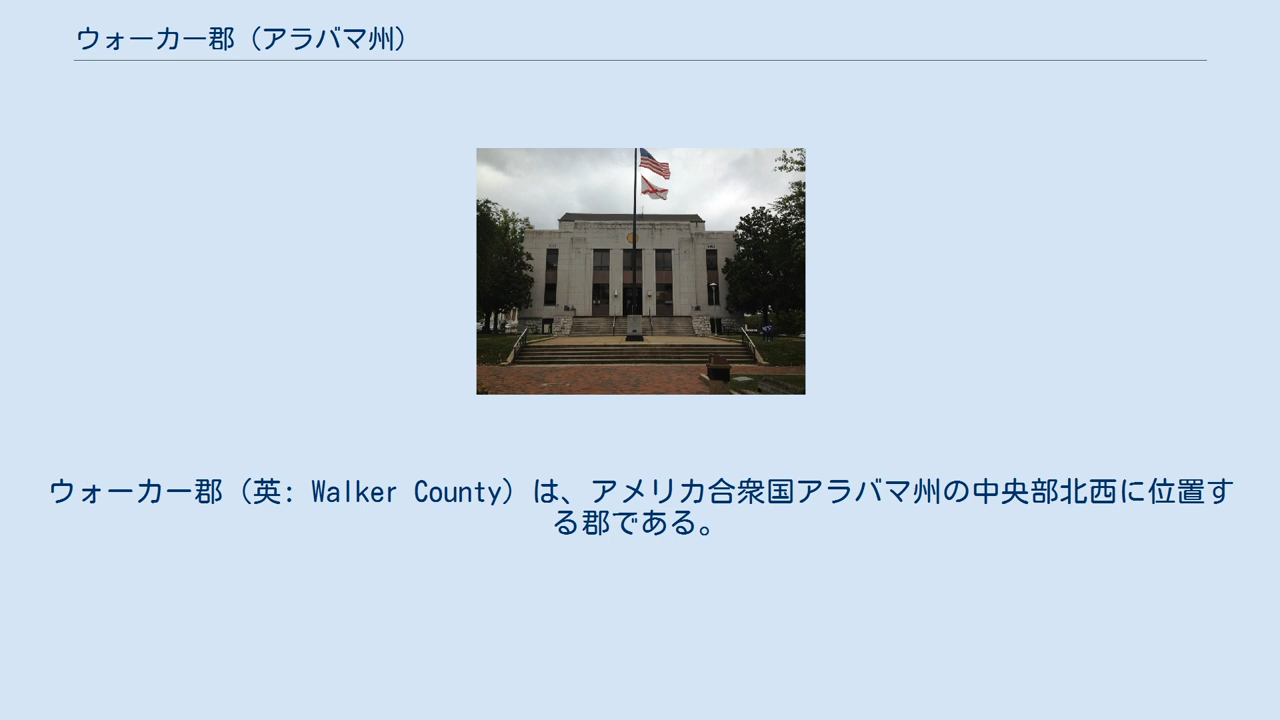 ウォーカー郡（アラバマ州）
ウォーカー郡（英: Walker County）は、アメリカ合衆国アラバマ州の中央部北西に位置す
る郡である。